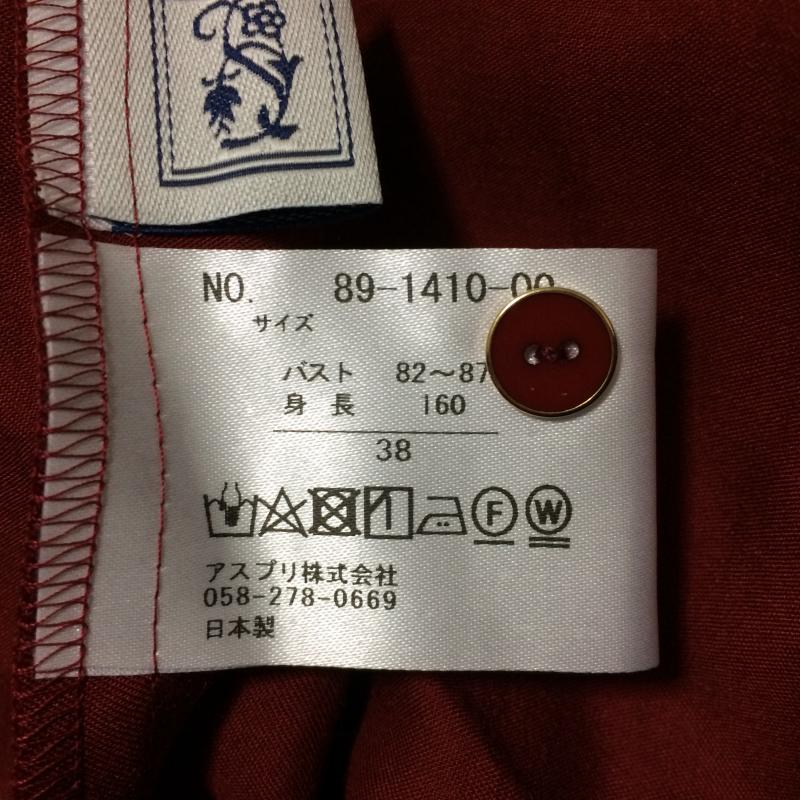 NO. 89-1410-00
サイズ
バスト 82～87
身長 160
38
F W
アスプリ株式会社
058-278-0669
日本製